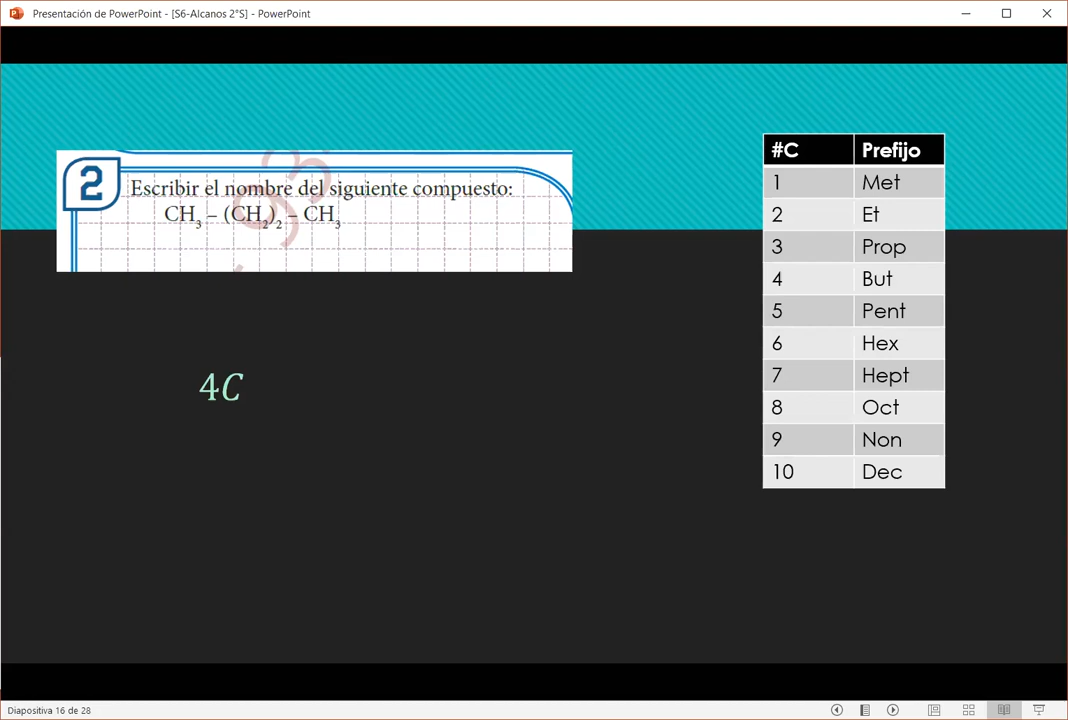 Presentación de PowerPoint - [S6-Alcanos 2°S] - PowerPoint
2 Escribir el nombre del siguiente compuesto:
CH₃ – (CH₂)₂ – CH₃
4C
#C Prefijo
1 Met
2 Et
3 Prop
4 But
5 Pent
6 Hex
7 Hept
8 Oct
9 Non
10 Dec
Diapositiva 16 de 28